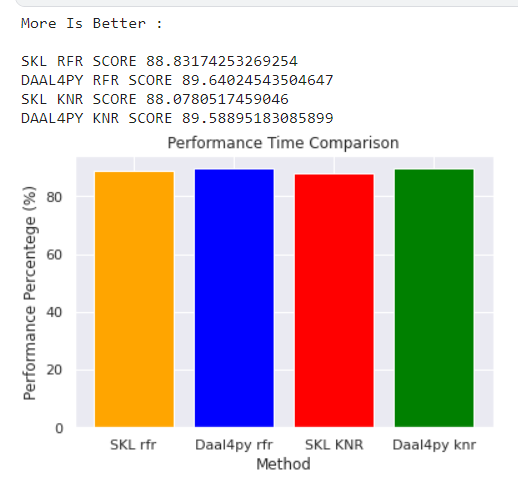 More Is Better :
SKL RFR SCORE 88.83174253269254
DAAL4PY RFR SCORE 89.64024543504647
SKL KNR SCORE 88.0780517459046
DAAL4PY KNR SCORE 89.58895183085899
Performance Time Comparison
Performance Percentege (%)
80
60
40
20
0
SKL rfr Daal4py rfr SKL KNR Daal4py knr
Method